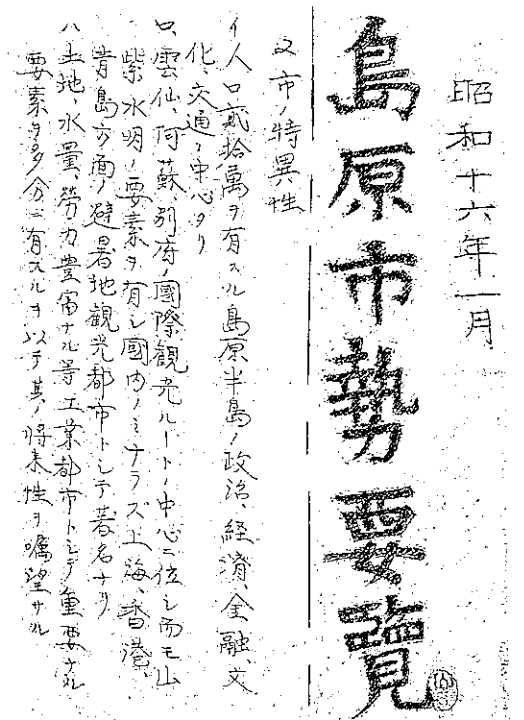 昭和十六年一月
島原市勢要覽
又市ノ特異性
イ人口貳拾萬ヲ有スル島原半島ノ政治、経濟、金融、文
化、交通ノ中心タリ
ロ、雲仙、阿蘇、別府ノ國際観光ルートノ中心ニ位シ而モ山
紫水明ノ要素ヲ有シ國内ノミナラズ上海、香港、
青島方面ノ避暑地観光都市トシテ著名ナリ
ハ土地、水量、勞力豊富ナル等工業都市トシテ重要ナル
要素ヲ多分ニ有スルヲ以テ其ノ将来性ヲ嘱望サル